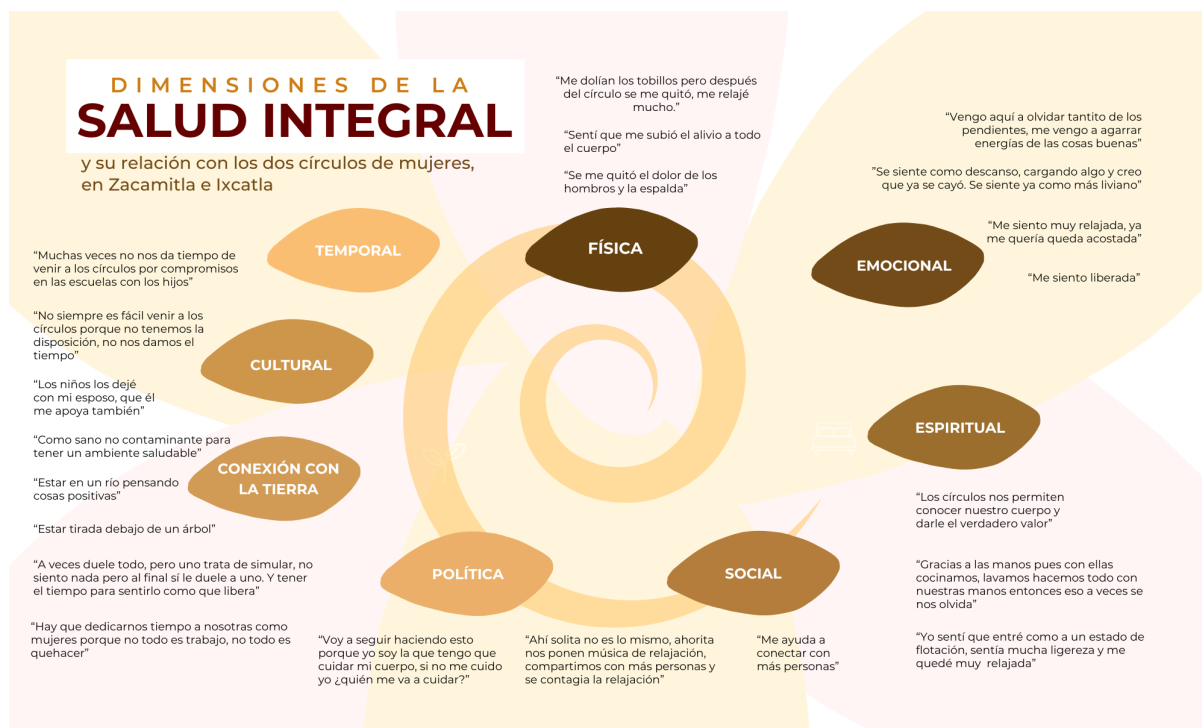 DIMENSIONES DE LA
SALUD INTEGRAL
y su relación con los dos círculos de mujeres,
en Zacamitla e Ixcatla
FÍSICA
“Me dolían los tobillos pero después
del círculo se me quitó, me relajé
mucho.”
“Sentí que me subió el alivio a todo
el cuerpo”
“Se me quitó el dolor de los
hombros y la espalda”
EMOCIONAL
“Vengo aquí a olvidar tantito de los
pendientes, me vengo a agarrar
energías de las cosas buenas”
”Se siente como descanso, cargando algo y creo
que ya se cayó. Se siente ya como más liviano”
“Me siento muy relajada, ya
me quería queda acostada”
“Me siento liberada”
ESPIRITUAL
“Los círculos nos permiten
conocer nuestro cuerpo y
darle el verdadero valor”
“Gracias a las manos pues con ellas
cocinamos, lavamos hacemos todo con
nuestras manos entonces eso a veces se
nos olvida”
“Yo sentí que entré como a un estado de
flotación, sentía mucha ligereza y me
quedé muy relajada”
SOCIAL
“Ahí solita no es lo mismo, ahorita
nos ponen música de relajación,
compartimos con más personas y
se contagia la relajación”
“Me ayuda a
conectar con
más personas”
POLÍTICA
“A veces duele todo, pero uno trata de simular, no
siento nada pero al final sí le duele a uno. Y tener
el tiempo para sentirlo como que libera”
“Hay que dedicarnos tiempo a nosotras como
mujeres porque no todo es trabajo, no todo es
quehacer”
“Voy a seguir haciendo esto
porque yo soy la que tengo que
cuidar mi cuerpo, si no me cuido
yo ¿quién me va a cuidar?”
CONEXIÓN CON
LA TIERRA
“Como sano no contaminante para
tener un ambiente saludable”
“Estar en un río pensando
cosas positivas”
“Estar tirada debajo de un árbol”
CULTURAL
“No siempre es fácil venir a los
círculos porque no tenemos la
disposición, no nos damos el
tiempo”
“Los niños los dejé
con mi esposo, que él
me apoya también”
TEMPORAL
“Muchas veces no nos da tiempo de
venir a los círculos por compromisos
en las escuelas con los hijos”